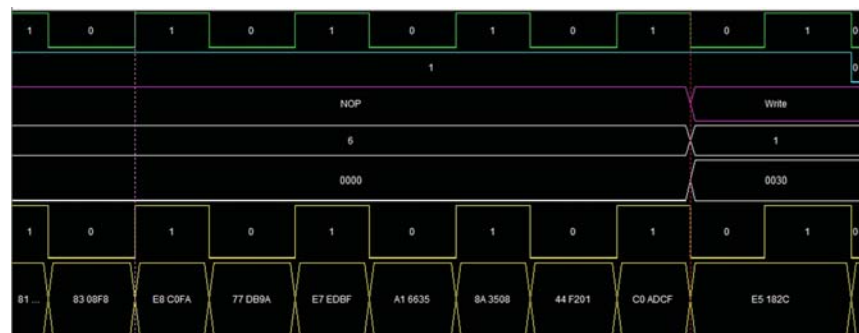 1 0 1 0 1 0 1 0 1 0 1 0
1 0
NOP Write
6 1
0000 0030
1 0 1 0 1 0 1 0 1 0 1 0
81 ... 83 08F8 E8 C0FA 77 DB9A E7 EDBF A1 6635 8A 3508 44 F201 C0 ADCF E5 182C